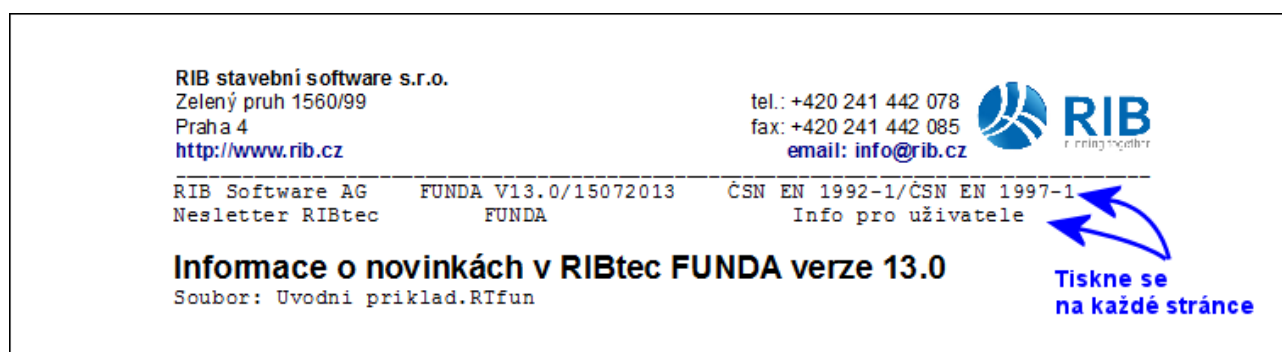 RIB stavební software s.r.o.
Zelený pruh 1560/99
Praha 4
http://www.rib.cz
tel.: +420 241 442 078
fax: +420 241 442 085
email: info@rib.cz
RIB
running together
RIB Software AG FUNDA V13.0/15072013 ČSN EN 1992-1/ČSN EN 1997-1
Nesletter RIBtec FUNDA Info pro uživatele
Informace o novinkách v RIBtec FUNDA verze 13.0
Soubor: Uvodni priklad.RTfun
Tiskne se
na každé stránce